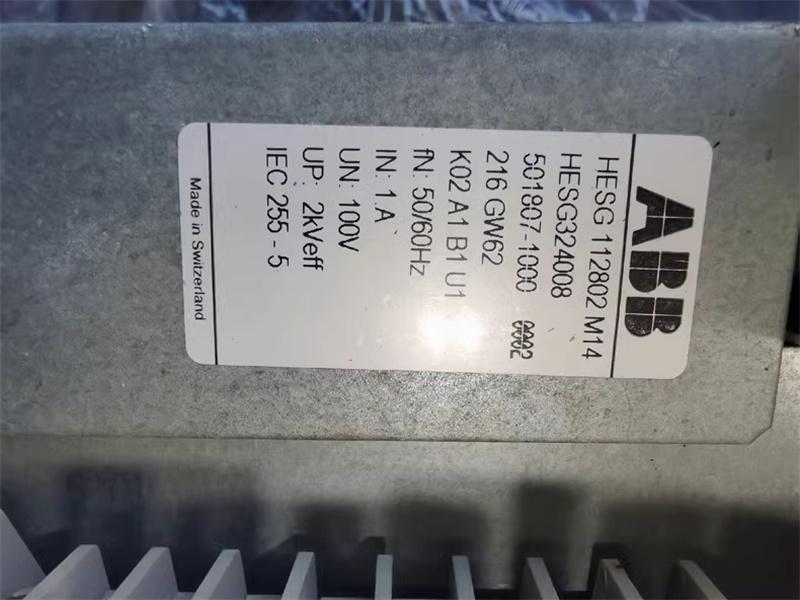 ABB
HESG 112802 M14
HESG324008
501807-1000 0002
216 GW62
K02 A1 B1 U1
fN: 50/60Hz
IN: 1 A
UN: 100V
UP: 2kVeff
IEC 255 - 5
Made in Switzerland